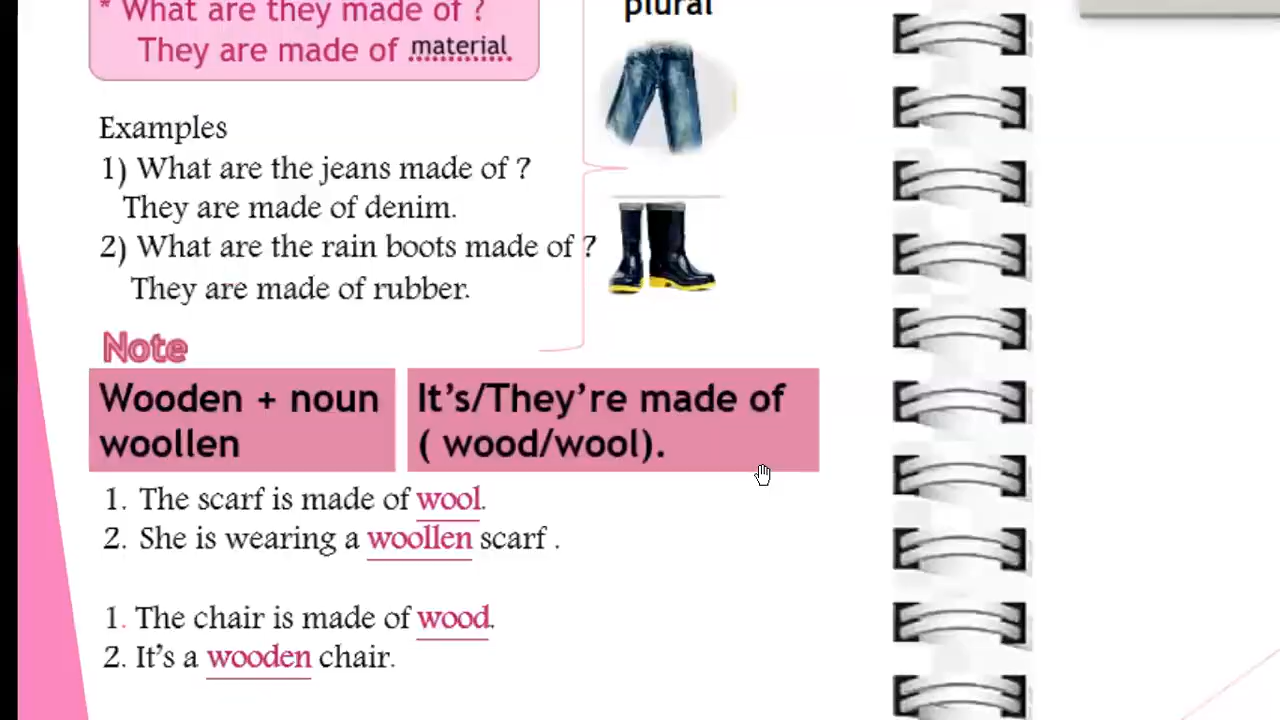 * What are they made of ?
They are made of material
plural
Examples
1) What are the jeans made of ?
They are made of denim.
2) What are the rain boots made of ?
They are made of rubber.
Note
Wooden + noun
woollen
It's/They're made of
( wood/wool).
1. The scarf is made of wool.
2. She is wearing a woollen scarf .
1. The chair is made of wood.
2. It's a wooden chair.